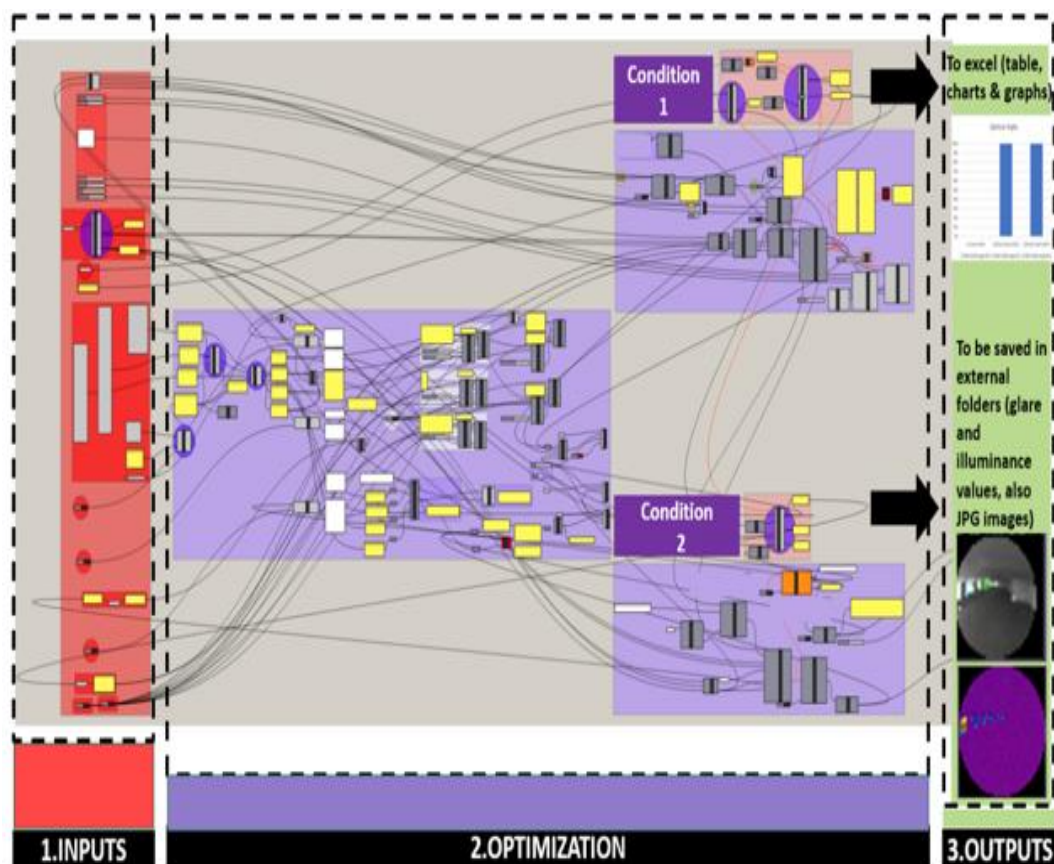 Condition
1
To excel (table,
charts & graphs)
To be saved in
external
folders (glare
and
illuminance
values, also
JPG images)
Condition
2
1.INPUTS
2.OPTIMIZATION
3.OUTPUTS